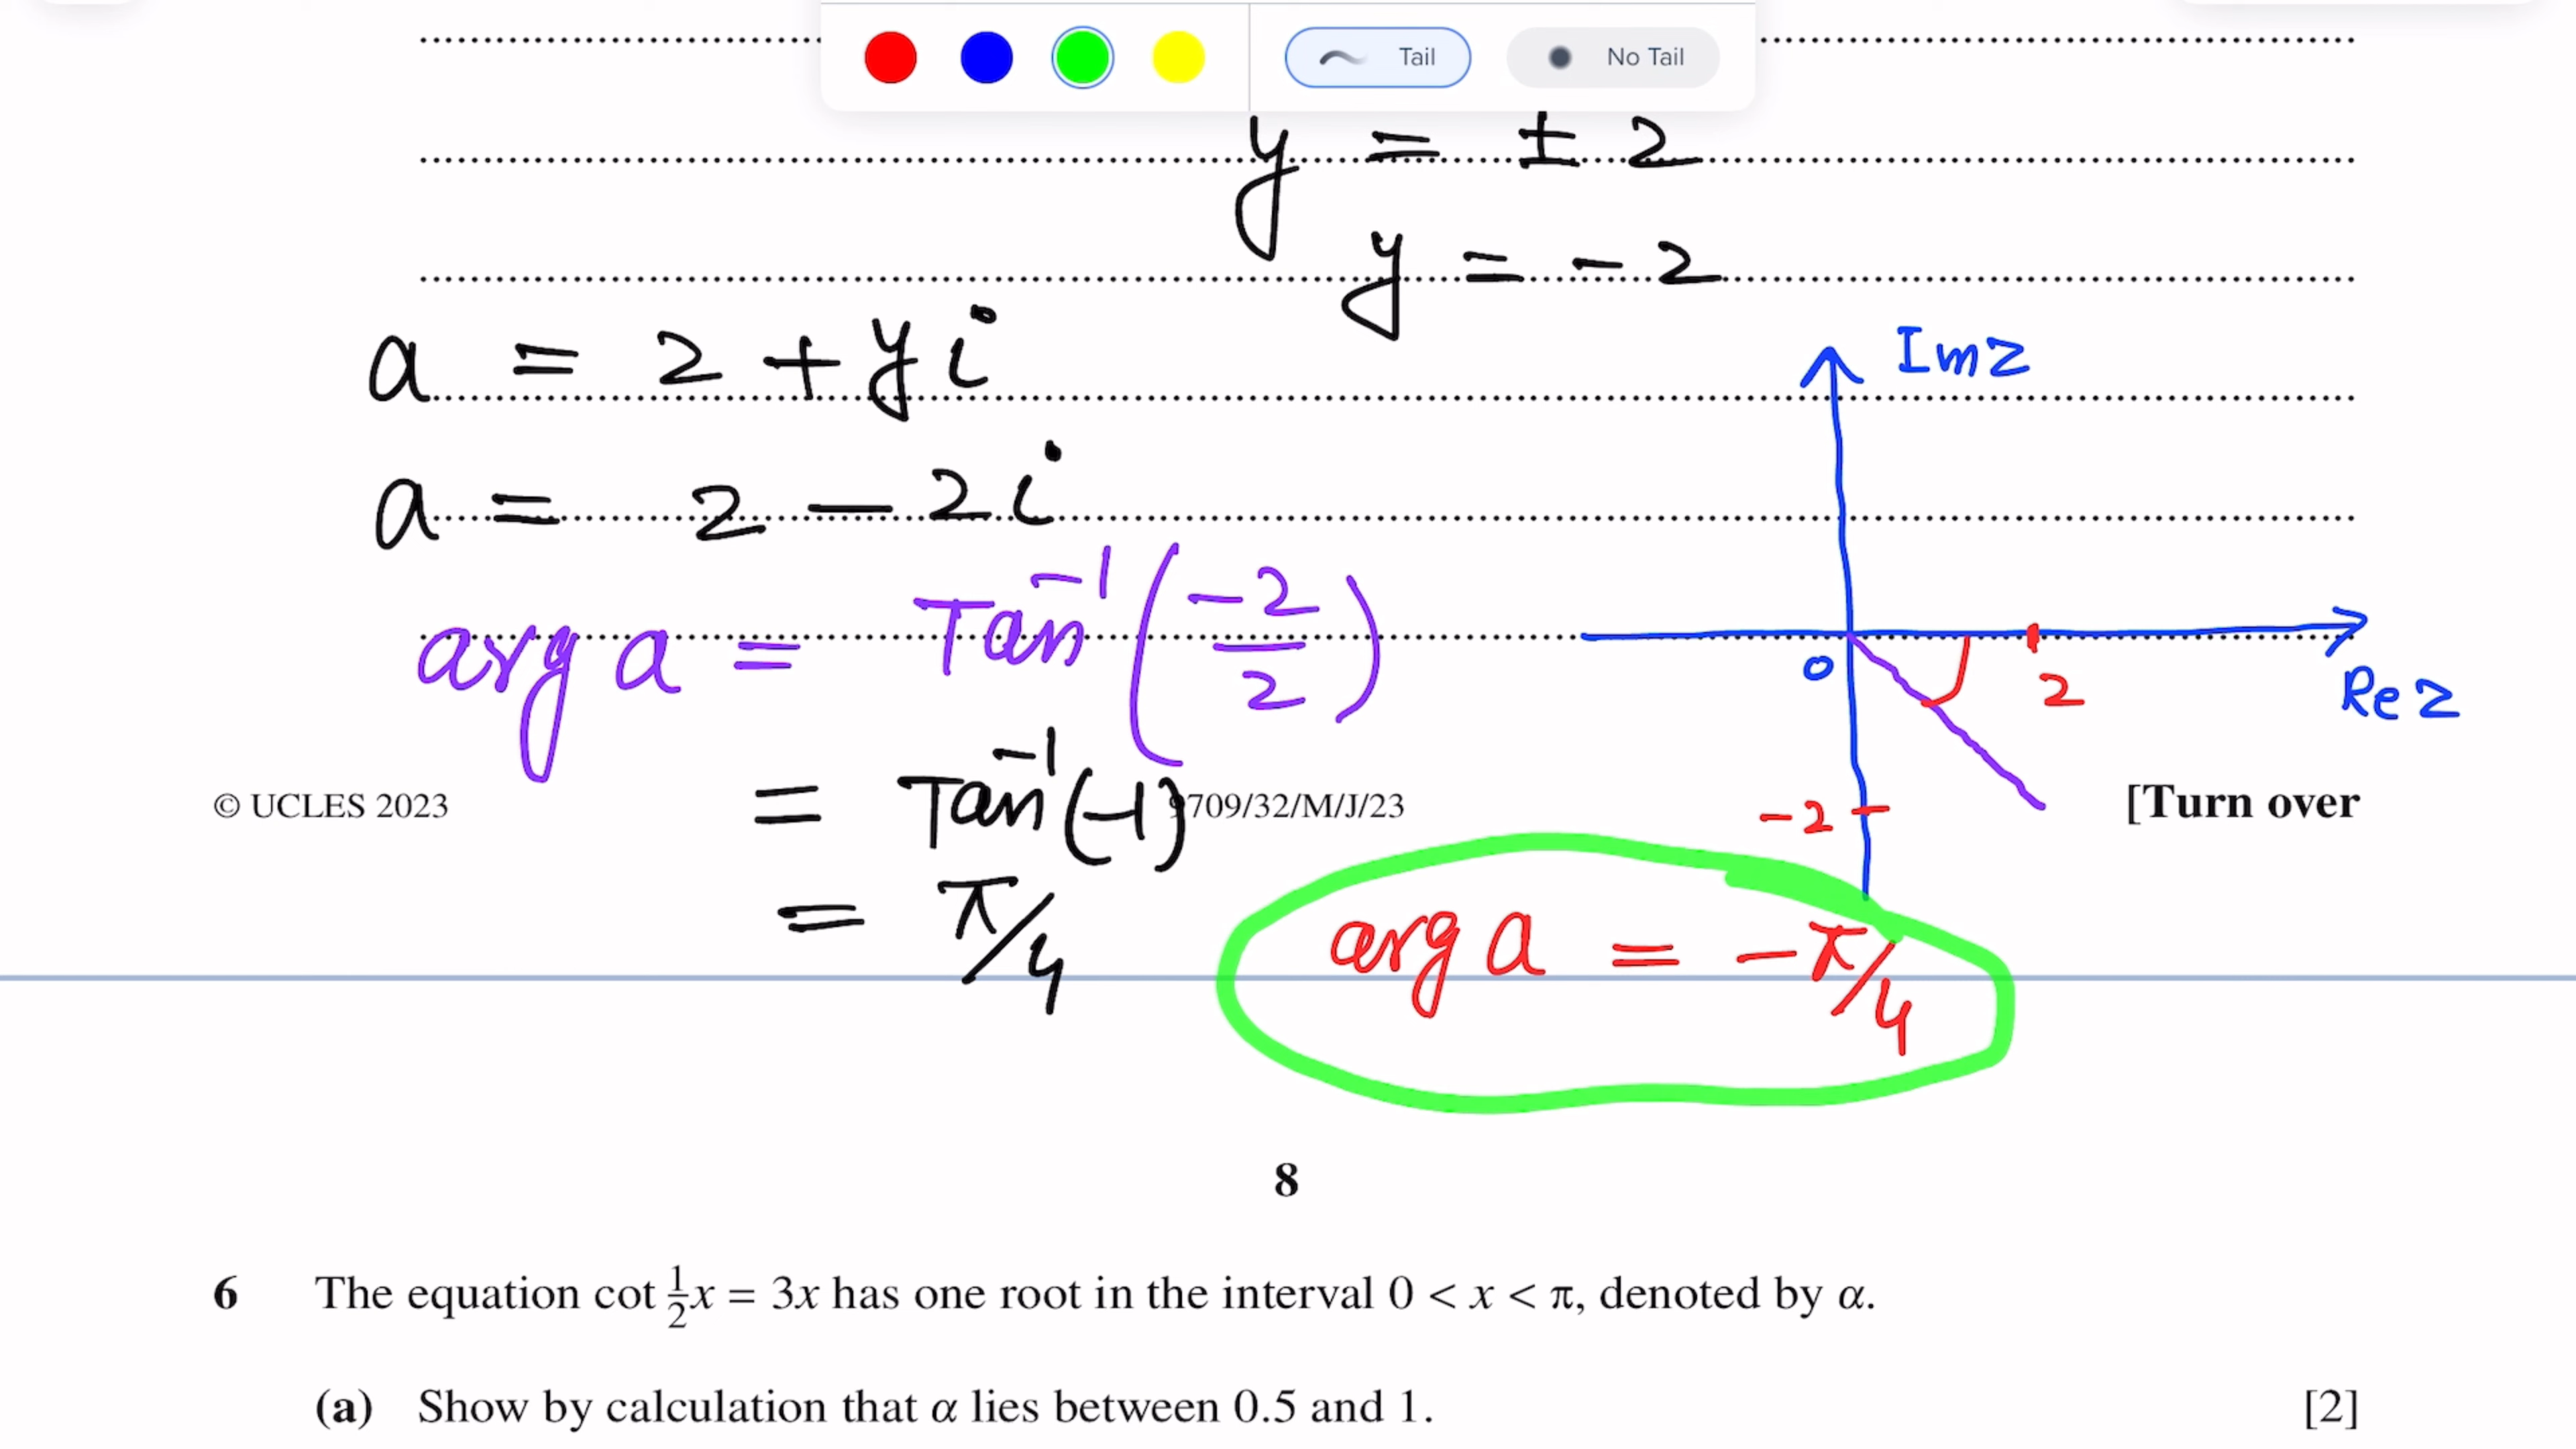 Tail No Tail
y = ± 2
y = - 2
a = 2 + yi
Im z
a = 2 - 2i
arg a = Tan⁻¹(-2/2)
0
2
Re z
= Tan⁻¹(-1)
-2
© UCLES 2023 9709/32/M/J/23 [Turn over
= π/4
arg a = -π/4
8
6 The equation cot ½x = 3x has one root in the interval 0 < x < π, denoted by α.
(a) Show by calculation that α lies between 0.5 and 1. [2]